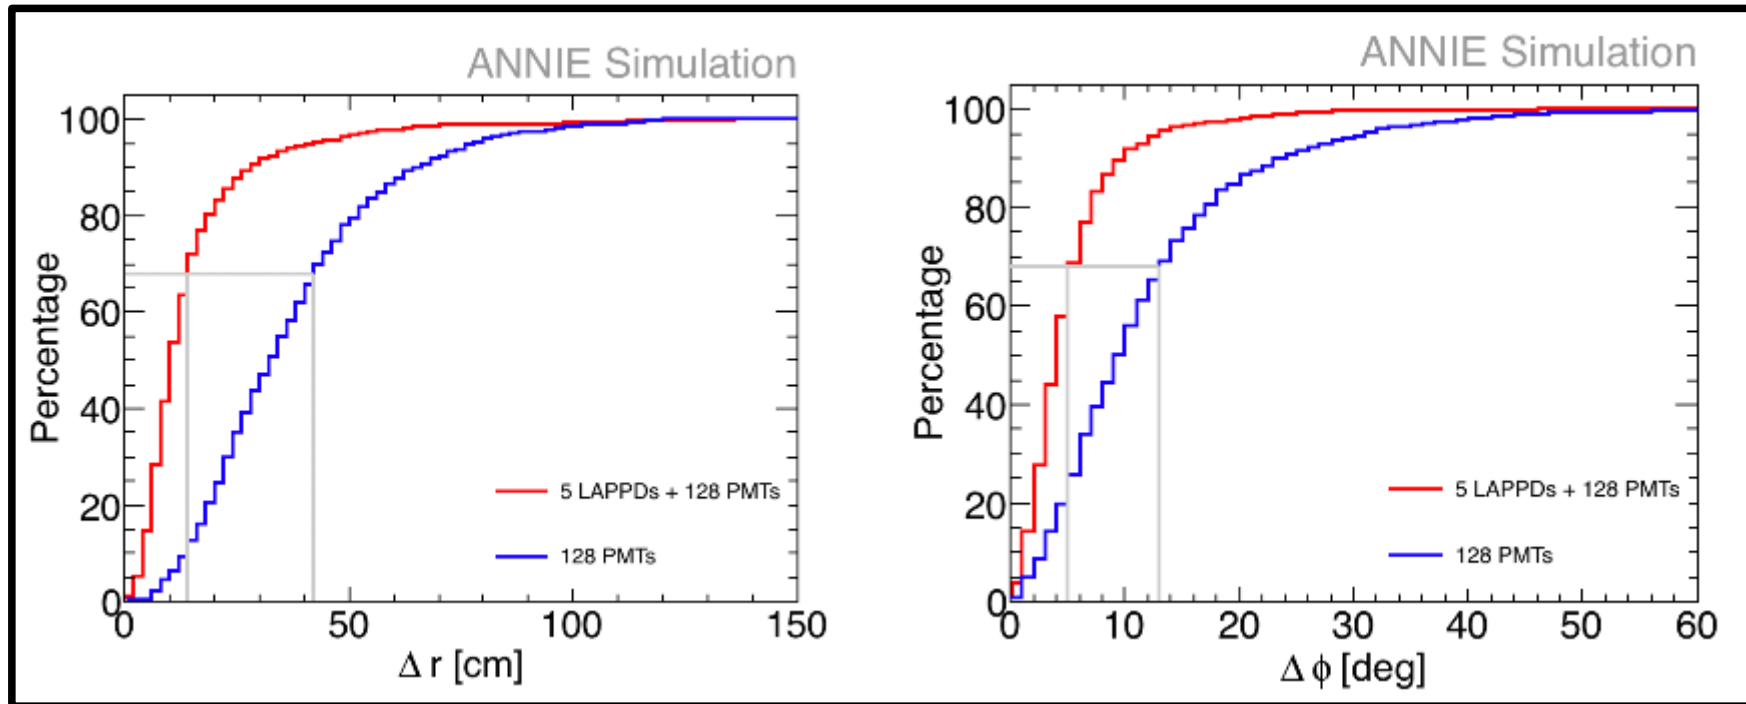 ANNIE Simulation
100
80
60
40
20
0
Percentage
5 LAPPDs + 128 PMTs
128 PMTs
0 50 100 150
Δ r [cm]
ANNIE Simulation
100
80
60
40
20
0
Percentage
5 LAPPDs + 128 PMTs
128 PMTs
0 10 20 30 40 50 60
Δ ϕ [deg]